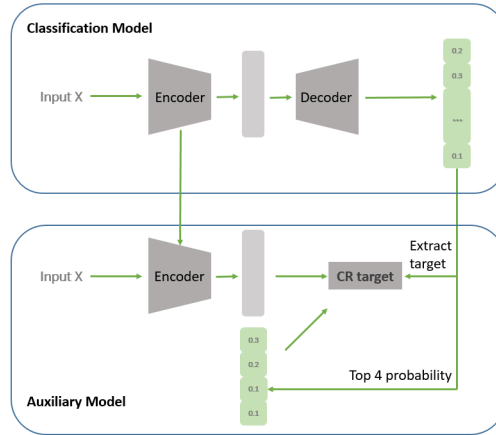 Classification Model
0.2
0.3
...
0.1
Input X
Encoder
Decoder
Input X
Encoder
CR target
Extract
target
0.3
0.2
0.1
0.1
Top 4 probability
Auxiliary Model